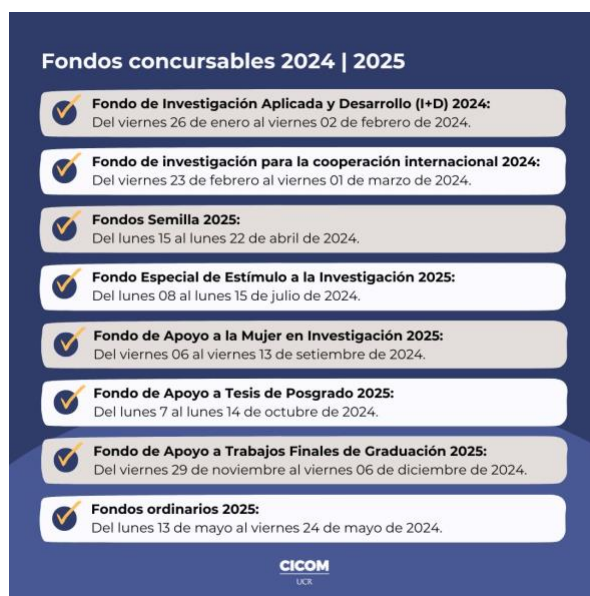 Fondos concursables 2024 | 2025
Fondo de Investigación Aplicada y Desarrollo (I+D) 2024:
Del viernes 26 de enero al viernes 02 de febrero de 2024.
Fondo de investigación para la cooperación internacional 2024:
Del viernes 23 de febrero al viernes 01 de marzo de 2024.
Fondos Semilla 2025:
Del lunes 15 al lunes 22 de abril de 2024.
Fondo Especial de Estímulo a la Investigación 2025:
Del lunes 08 al lunes 15 de julio de 2024.
Fondo de Apoyo a la Mujer en Investigación 2025:
Del viernes 06 al viernes 13 de setiembre de 2024.
Fondo de Apoyo a Tesis de Posgrado 2025:
Del lunes 7 al lunes 14 de octubre de 2024.
Fondo de Apoyo a Trabajos Finales de Graduación 2025:
Del viernes 29 de noviembre al viernes 06 de diciembre de 2024.
Fondos ordinarios 2025:
Del lunes 13 de mayo al viernes 24 de mayo de 2024.
CICOM
UCR